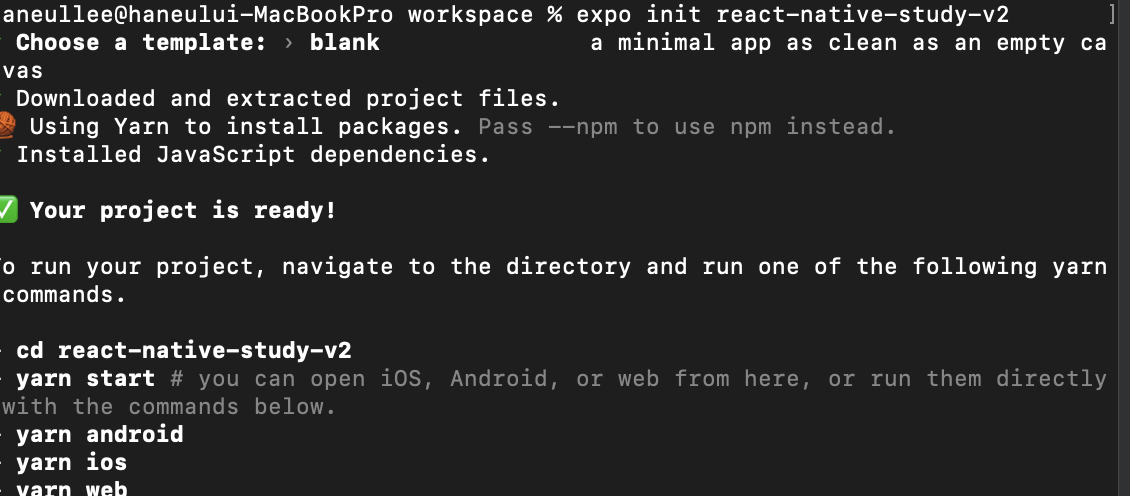 aneullee@haneului-MacBookPro workspace % expo init react-native-study-v2 ]
Choose a template: › blank a minimal app as clean as an empty ca
vas
Downloaded and extracted project files.
Using Yarn to install packages. Pass --npm to use npm instead.
Installed JavaScript dependencies.
Your project is ready!
o run your project, navigate to the directory and run one of the following yarn
commands.
- cd react-native-study-v2
- yarn start # you can open iOS, Android, or web from here, or run them directly
with the commands below.
- yarn android
- yarn ios
- yarn web